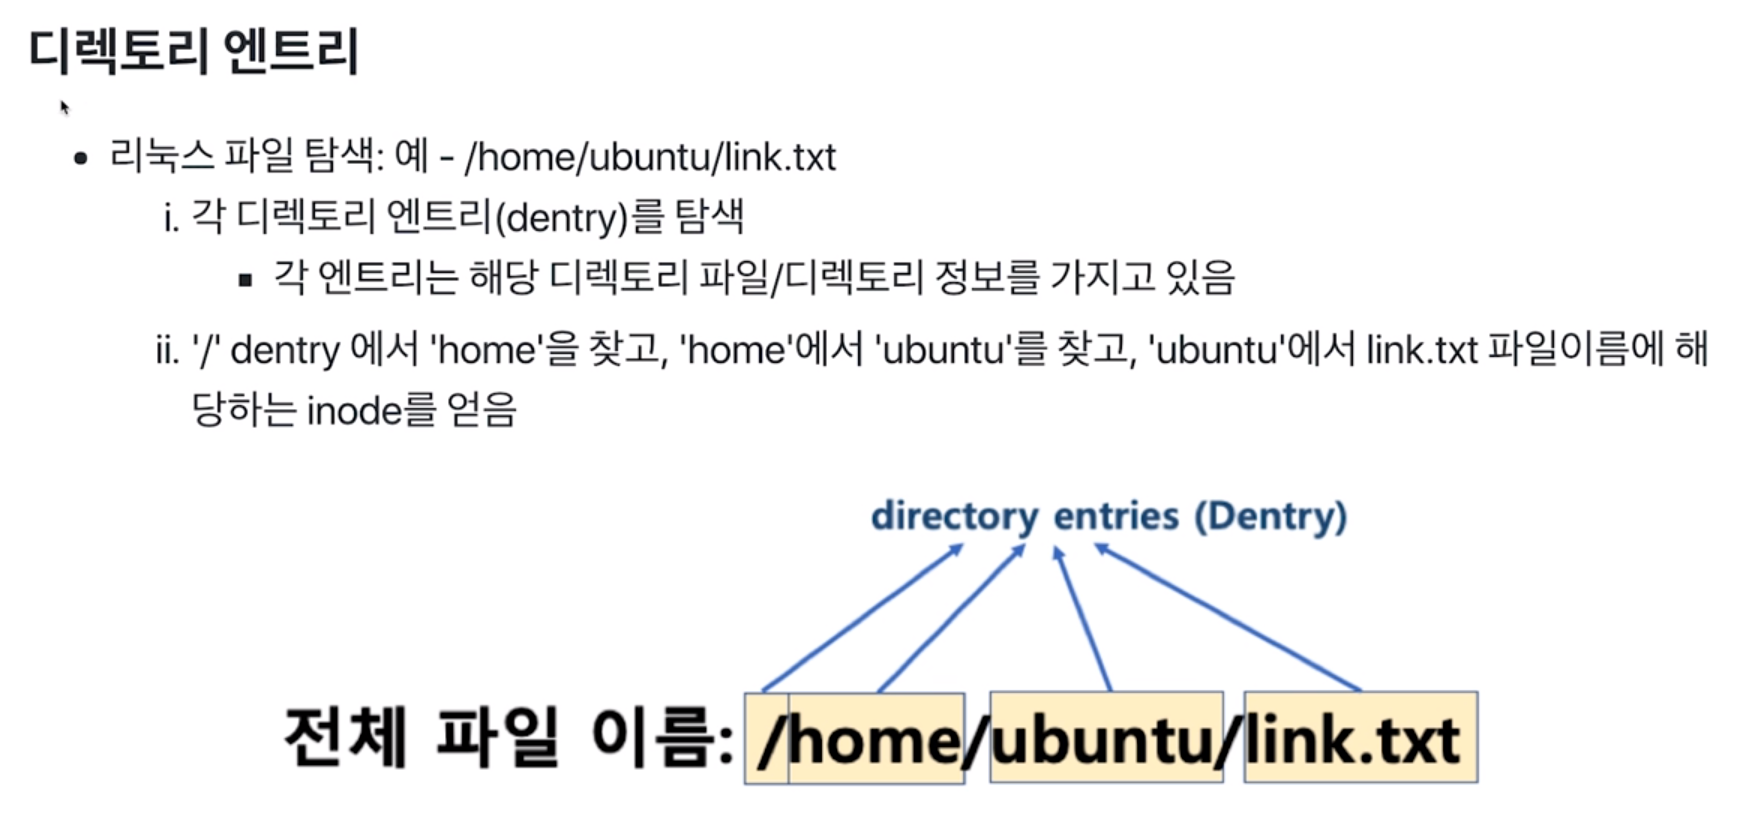 디렉토리 엔트리
• 리눅스 파일 탐색: 예 - /home/ubuntu/link.txt
i. 각 디렉토리 엔트리(dentry)를 탐색
▪ 각 엔트리는 해당 디렉토리 파일/디렉토리 정보를 가지고 있음
ii. '/' dentry 에서 'home'을 찾고, 'home'에서 'ubuntu'를 찾고, 'ubuntu'에서 link.txt 파일이름에 해
당하는 inode를 얻음
directory entries (Dentry)
전체 파일 이름: /home/ubuntu/link.txt